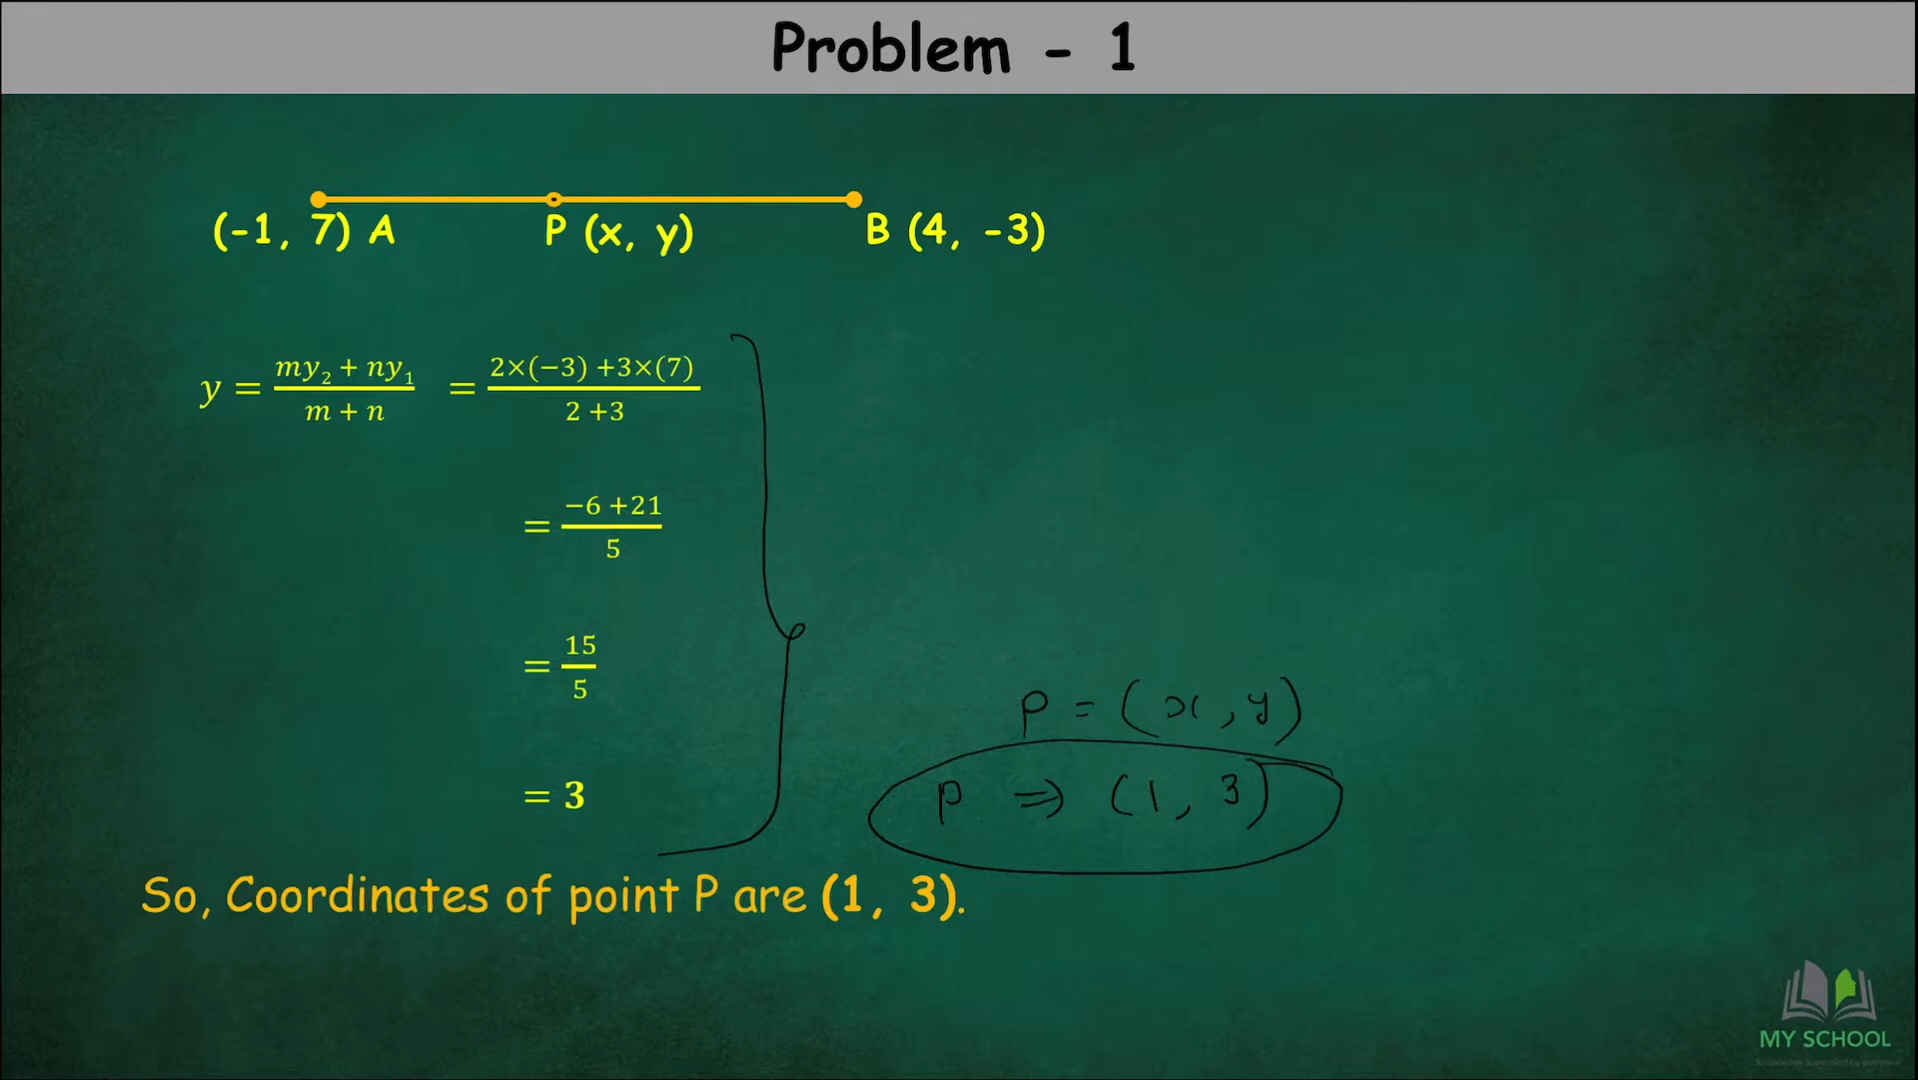 Problem - 1
(-1, 7) A P (x, y) B (4, -3)
y = my₂ + ny₁ / m + n = 2×(−3) +3×(7) / 2 +3
= −6 +21 / 5
= 15 / 5
= 3
P = (x, y)
P ⇒ (1, 3)
So, Coordinates of point P are (1, 3).
MY SCHOOL